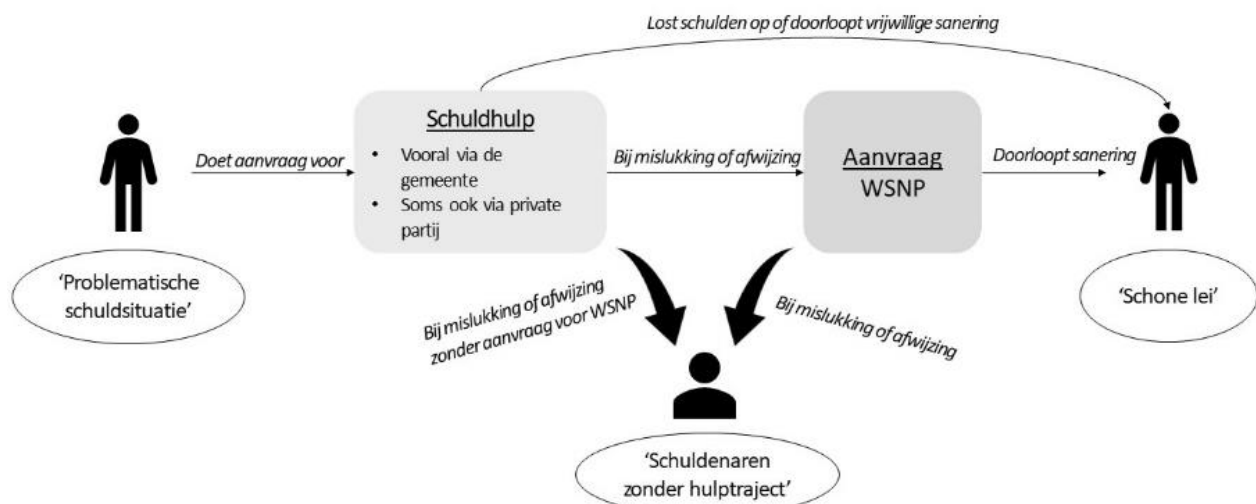 Lost schulden op of doorloopt vrijwillige sanering
Doet aanvraag voor
Schuldhulp
• Vooral via de
gemeente
• Soms ook via private
partij
Bij mislukking of afwijzing
Aanvraag
WSNP
Doorloopt sanering
'Problematische
schuldsituatie'
Bij mislukking of afwijzing
zonder aanvraag voor WSNP
Bij mislukking of afwijzing
'Schone lei'
'Schuldenaren
zonder hulptraject'